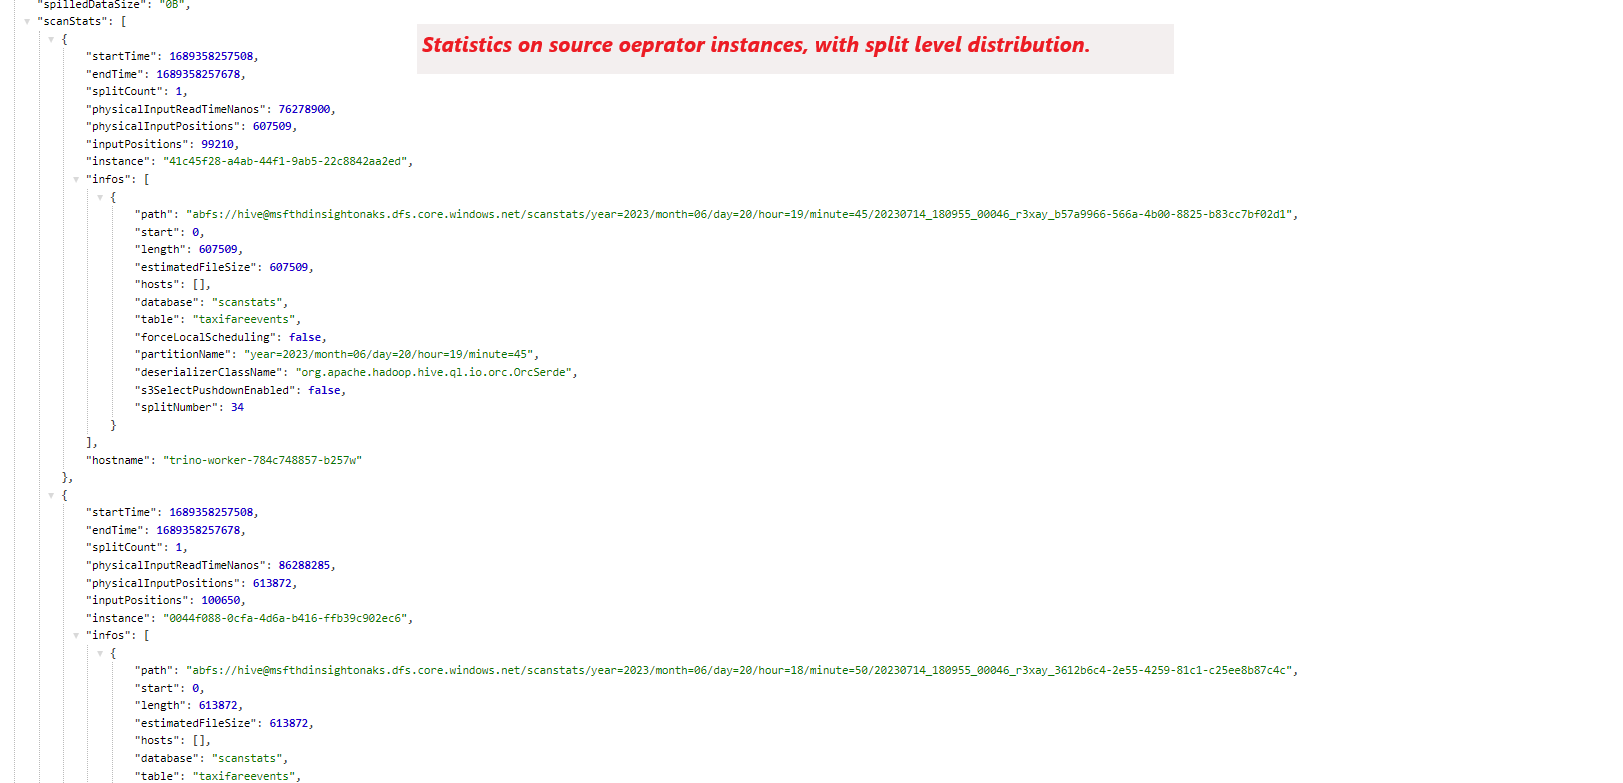 "spilledDataSize": "0B",
"scanStats": [
{
Statistics on source oeprator instances, with split level distribution.
"startTime": 1689358257508,
"endTime": 1689358257678,
"splitCount": 1,
"physicalInputReadTimeNanos": 76278900,
"physicalInputPositions": 607509,
"inputPositions": 99210,
"instance": "41c45f28-a4ab-44f1-9ab5-22c8842aa2ed",
"infos": [
{
"path": "abfs://hive@msfthdinsightonaks.dfs.core.windows.net/scanstats/year=2023/month=06/day=20/hour=19/minute=45/20230714_180955_00046_r3xay_b57a9966-566a-4b00-8825-b83cc7bf02d1",
"start": 0,
"length": 607509,
"estimatedFileSize": 607509,
"hosts": [],
"database": "scanstats",
"table": "taxifareevents",
"forceLocalScheduling": false,
"partitionName": "year=2023/month=06/day=20/hour=19/minute=45",
"deserializerClassName": "org.apache.hadoop.hive.ql.io.orc.OrcSerde",
"s3SelectPushdownEnabled": false,
"splitNumber": 34
}
],
"hostname": "trino-worker-784c748857-b257w"
},
{
"startTime": 1689358257508,
"endTime": 1689358257678,
"splitCount": 1,
"physicalInputReadTimeNanos": 86288285,
"physicalInputPositions": 613872,
"inputPositions": 100650,
"instance": "0044f088-0cfa-4d6a-b416-ffb39c902ec6",
"infos": [
{
"path": "abfs://hive@msfthdinsightonaks.dfs.core.windows.net/scanstats/year=2023/month=06/day=20/hour=18/minute=50/20230714_180955_00046_r3xay_3612b6c4-2e55-4259-81c1-c25ee8b87c4c",
"start": 0,
"length": 613872,
"estimatedFileSize": 613872,
"hosts": [],
"database": "scanstats",
"table": "taxifareevents",